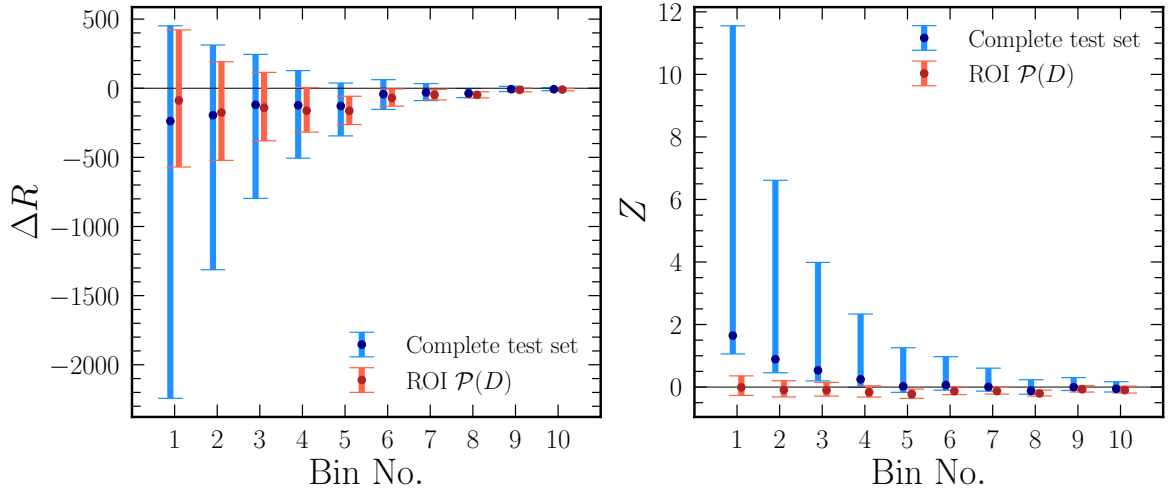 500
0
−500
−1000
−1500
−2000
ΔR
1 2 3 4 5 6 7 8 9 10
Bin No.
Complete test set
ROI 𝒫(D)
12
10
8
6
4
2
0
Z
1 2 3 4 5 6 7 8 9 10
Bin No.
Complete test set
ROI 𝒫(D)